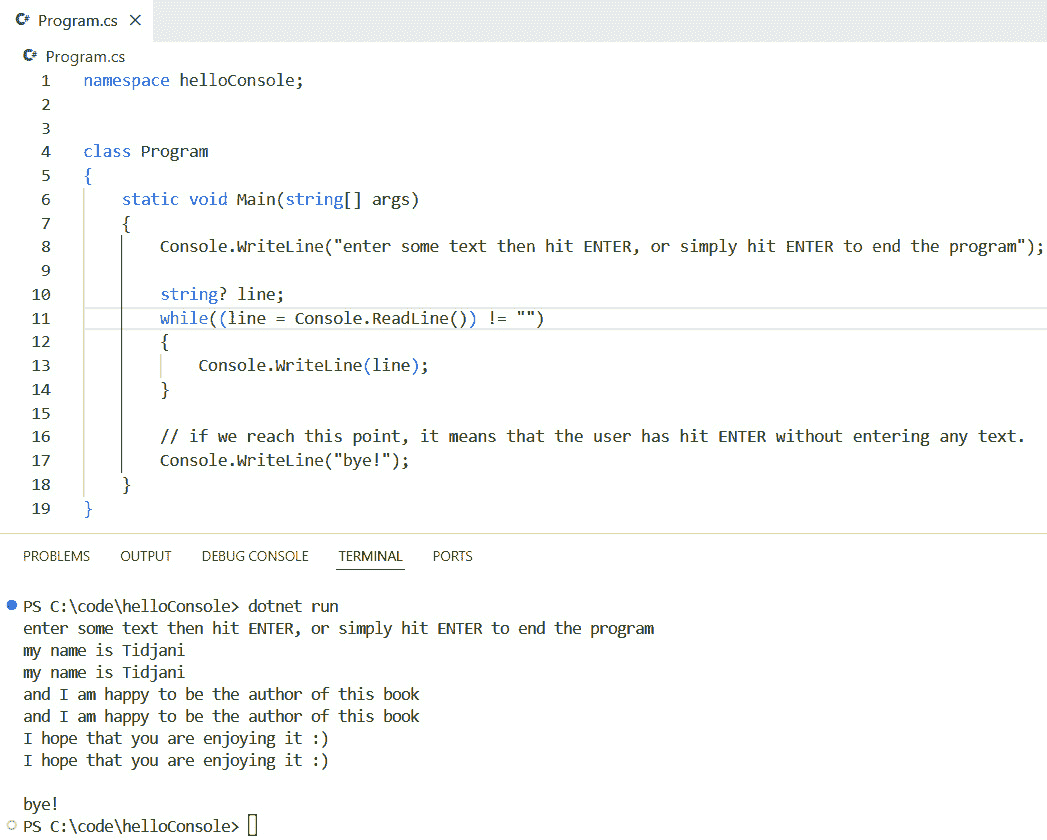 C# Program.cs ×
C# Program.cs
1 namespace helloConsole;
2
3
4 class Program
5 {
6     static void Main(string[] args)
7     {
8         Console.WriteLine("enter some text then hit ENTER, or simply hit ENTER to end the program");
9
10         string? line;
11         while((line = Console.ReadLine()) != "")
12         {
13             Console.WriteLine(line);
14         }
15
16         // if we reach this point, it means that the user has hit ENTER without entering any text.
17         Console.WriteLine("bye!");
18     }
19 }
PROBLEMS OUTPUT DEBUG CONSOLE TERMINAL PORTS
PS C:\code\helloConsole> dotnet run
enter some text then hit ENTER, or simply hit ENTER to end the program
my name is Tidjani
my name is Tidjani
and I am happy to be the author of this book
and I am happy to be the author of this book
I hope that you are enjoying it :)
I hope that you are enjoying it :)

bye!
PS C:\code\helloConsole>